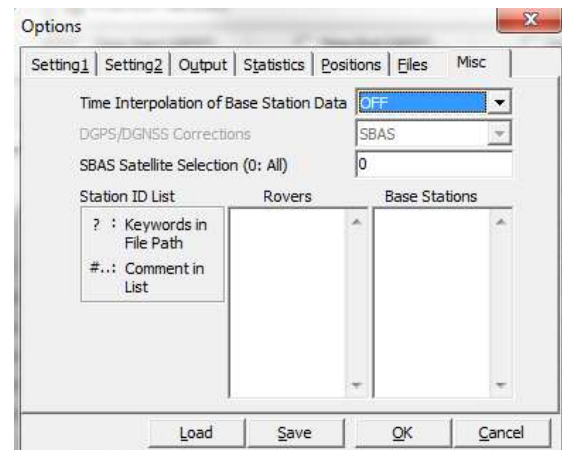 Options
Setting1 Setting2 Output Statistics Positions Files Misc
Time Interpolation of Base Station Data OFF
DGPS/DGNSS Corrections SBAS
SBAS Satellite Selection (0: All) 0
Station ID List Rovers Base Stations
? : Keywords in
File Path
#..: Comment in
List
Load Save OK Cancel